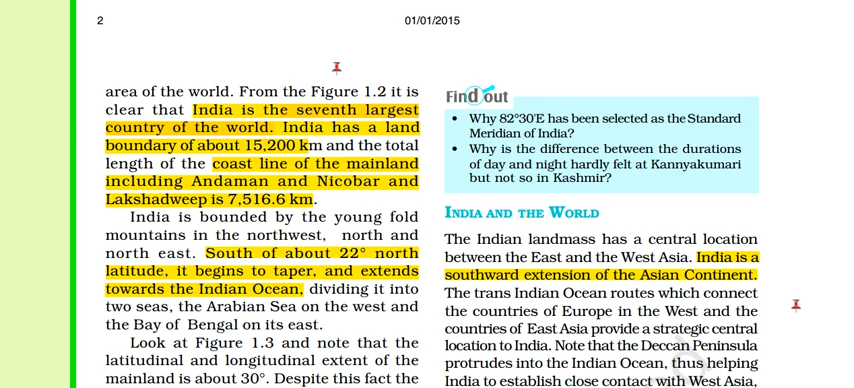 2
01/01/2015
area of the world. From the Figure 1.2 it is
clear that India is the seventh largest
country of the world. India has a land
boundary of about 15,200 km and the total
length of the coast line of the mainland
including Andaman and Nicobar and
Lakshadweep is 7,516.6 km.
India is bounded by the young fold
mountains in the northwest, north and
north east. South of about 22° north
latitude, it begins to taper, and extends
towards the Indian Ocean, dividing it into
two seas, the Arabian Sea on the west and
the Bay of Bengal on its east.
Look at Figure 1.3 and note that the
latitudinal and longitudinal extent of the
mainland is about 30°. Despite this fact the
Find out
• Why 82°30'E has been selected as the Standard
Meridian of India?
• Why is the difference between the durations
of day and night hardly felt at Kannyakumari
but not so in Kashmir?
INDIA AND THE WORLD
The Indian landmass has a central location
between the East and the West Asia. India is a
southward extension of the Asian Continent.
The trans Indian Ocean routes which connect
the countries of Europe in the West and the
countries of East Asia provide a strategic central
location to India. Note that the Deccan Peninsula
protrudes into the Indian Ocean, thus helping
India to establish close contact with West Asia,